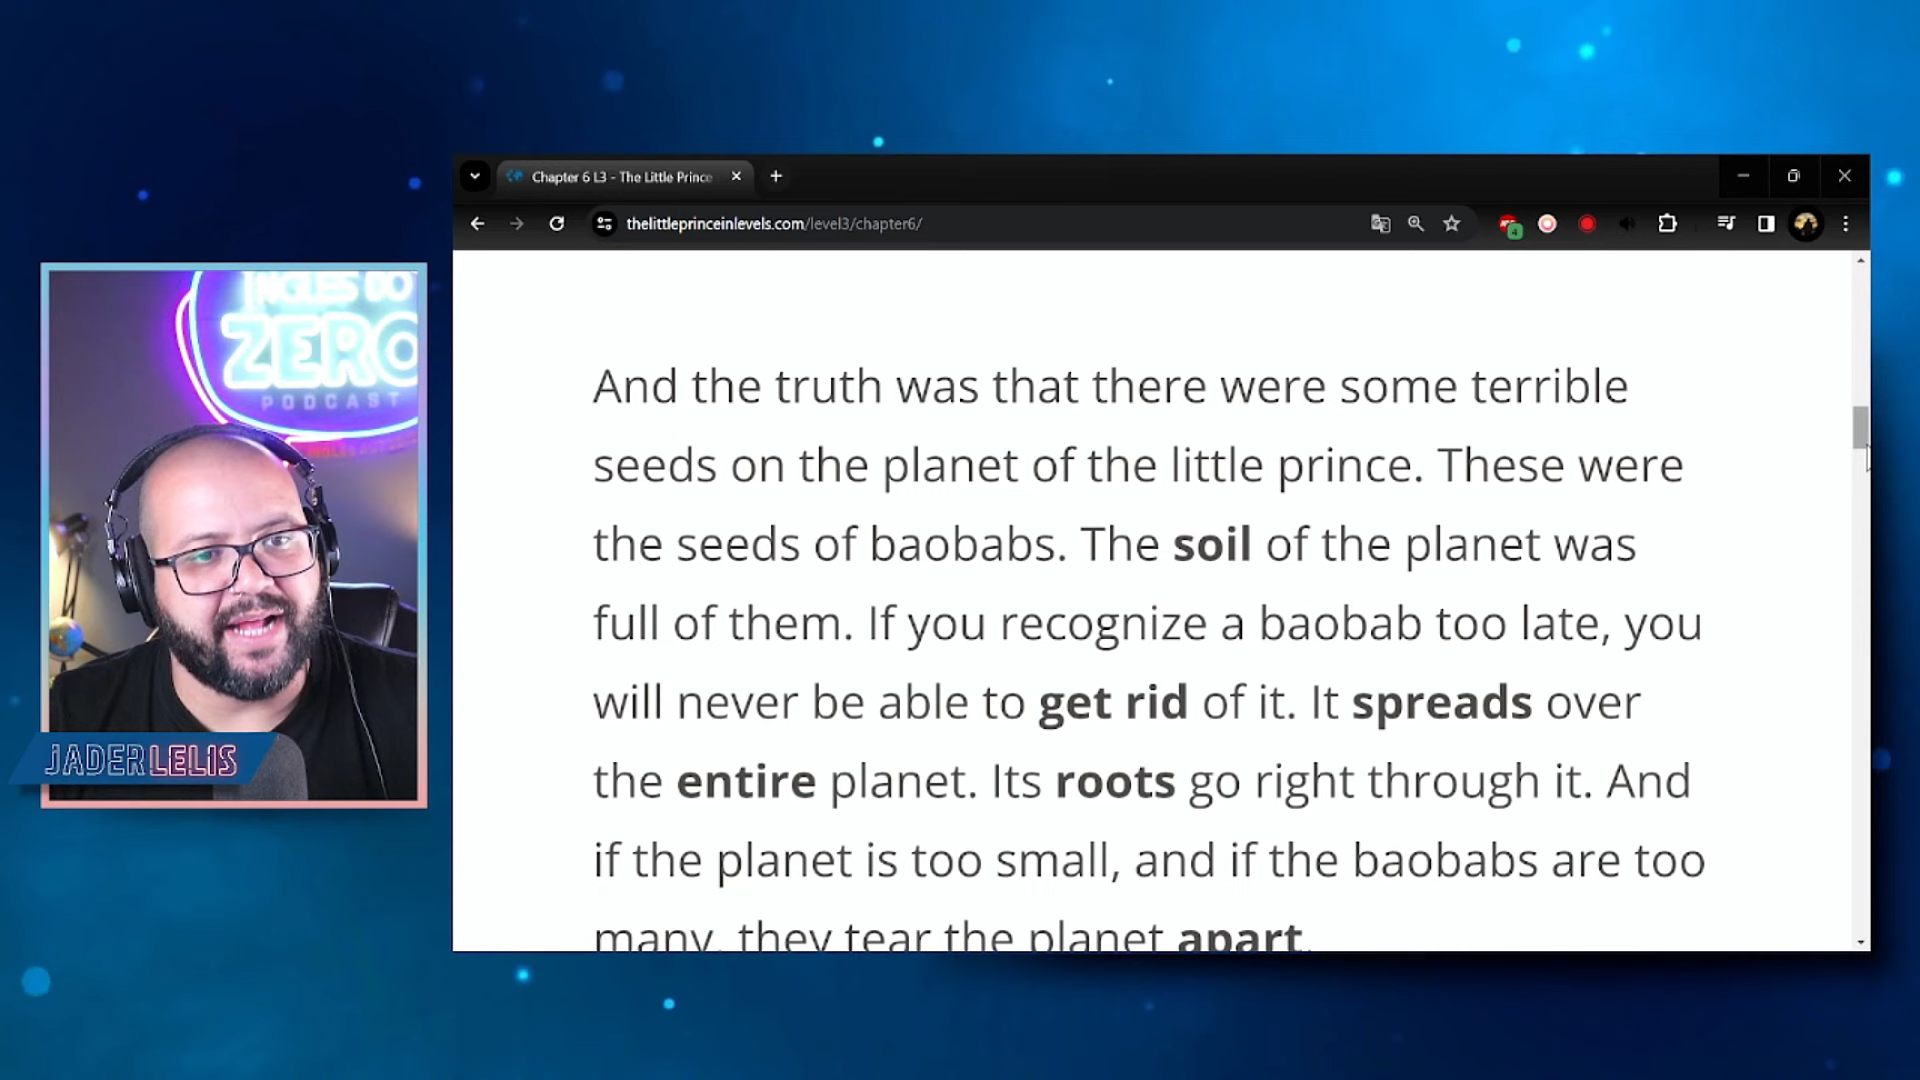 INGLES DO
ZERO
PODCAST
JADERLELIS
Chapter 6 L3 - The Little Prince
thelittleprinceinlevels.com/level3/chapter6/
4
And the truth was that there were some terrible
seeds on the planet of the little prince. These were
the seeds of baobabs. The soil of the planet was
full of them. If you recognize a baobab too late, you
will never be able to get rid of it. It spreads over
the entire planet. Its roots go right through it. And
if the planet is too small, and if the baobabs are too
many, they tear the planet apart.